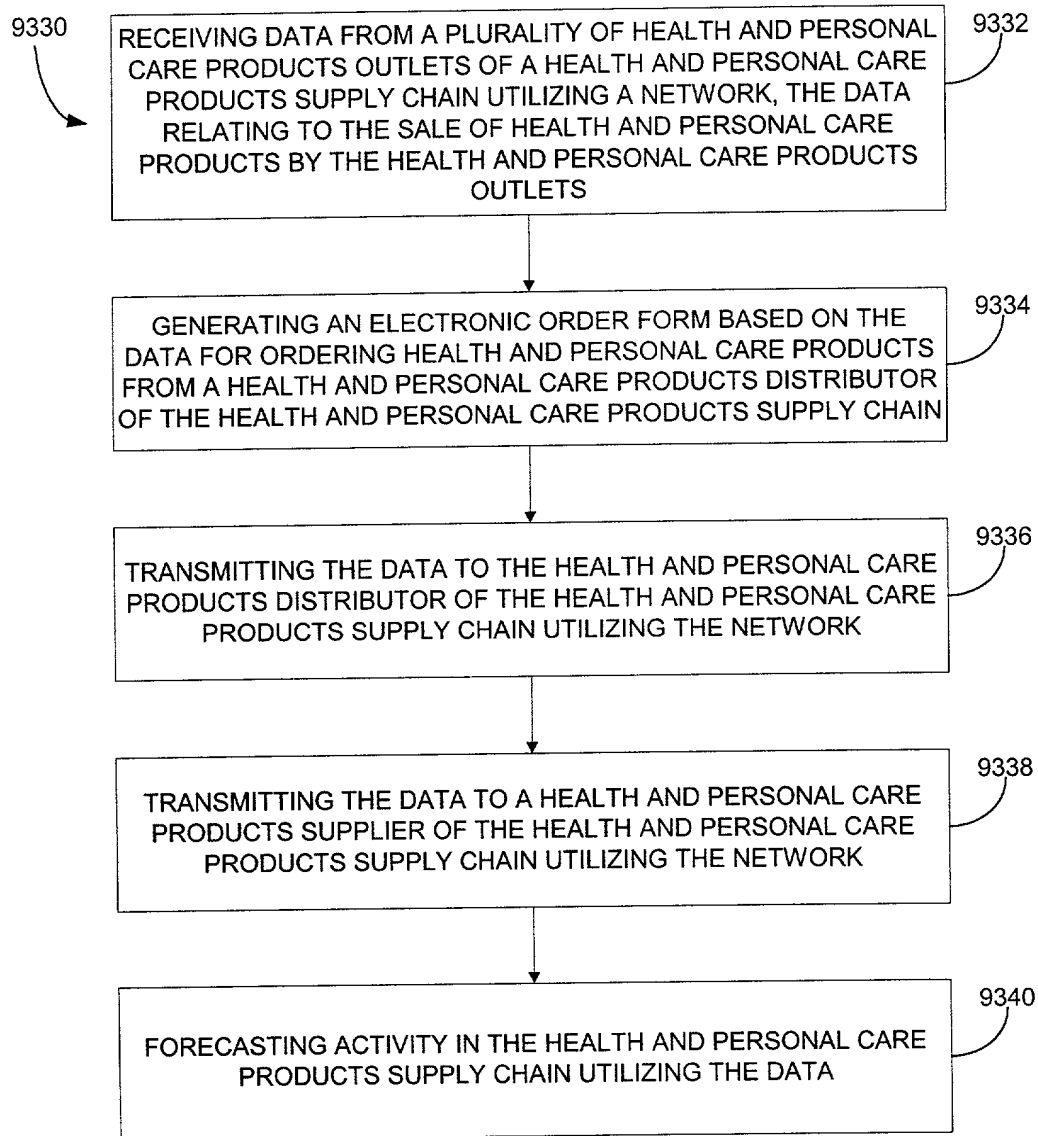 9330
RECEIVING DATA FROM A PLURALITY OF HEALTH AND PERSONAL
CARE PRODUCTS OUTLETS OF A HEALTH AND PERSONAL CARE
PRODUCTS SUPPLY CHAIN UTILIZING A NETWORK, THE DATA
RELATING TO THE SALE OF HEALTH AND PERSONAL CARE
PRODUCTS BY THE HEALTH AND PERSONAL CARE PRODUCTS
OUTLETS
9332
GENERATING AN ELECTRONIC ORDER FORM BASED ON THE
DATA FOR ORDERING HEALTH AND PERSONAL CARE PRODUCTS
FROM A HEALTH AND PERSONAL CARE PRODUCTS DISTRIBUTOR
OF THE HEALTH AND PERSONAL CARE PRODUCTS SUPPLY CHAIN
9334
TRANSMITTING THE DATA TO THE HEALTH AND PERSONAL CARE
PRODUCTS DISTRIBUTOR OF THE HEALTH AND PERSONAL CARE
PRODUCTS SUPPLY CHAIN UTILIZING THE NETWORK
9336
TRANSMITTING THE DATA TO A HEALTH AND PERSONAL CARE
PRODUCTS SUPPLIER OF THE HEALTH AND PERSONAL CARE
PRODUCTS SUPPLY CHAIN UTILIZING THE NETWORK
9338
FORECASTING ACTIVITY IN THE HEALTH AND PERSONAL CARE
PRODUCTS SUPPLY CHAIN UTILIZING THE DATA
9340